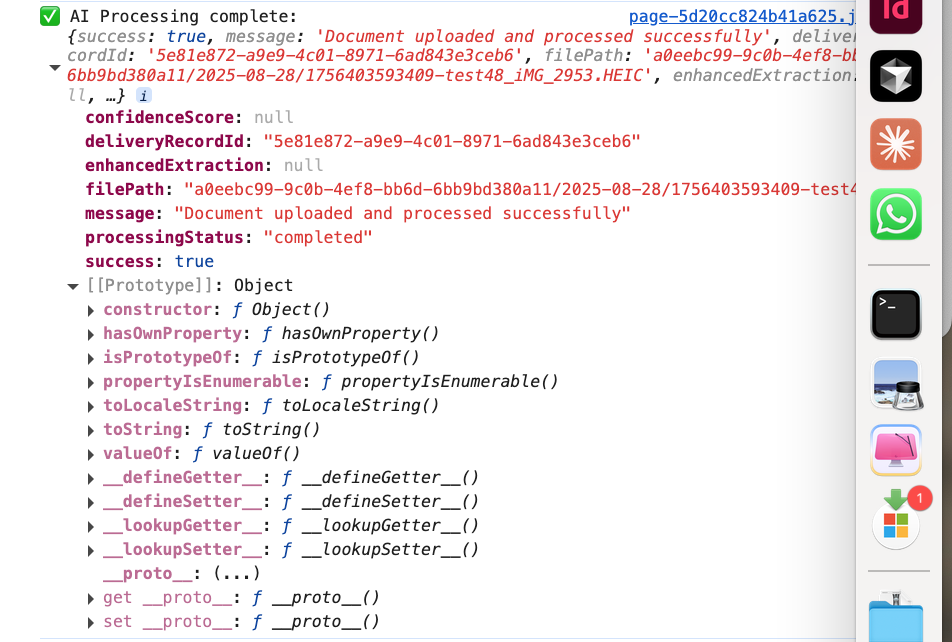 ✅ AI Processing complete: page-5d20cc824b41a625.j
{success: true, message: 'Document uploaded and processed successfully', deliver
cordId: '5e81e872-a9e9-4c01-8971-6ad843e3ceb6', filePath: 'a0eebc99-9c0b-4ef8-bb
6bb9bd380a11/2025-08-28/1756403593409-test48_iMG_2953.HEIC', enhancedExtraction:
ll, …} i
confidenceScore: null
deliveryRecordId: "5e81e872-a9e9-4c01-8971-6ad843e3ceb6"
enhancedExtraction: null
filePath: "a0eebc99-9c0b-4ef8-bb6d-6bb9bd380a11/2025-08-28/1756403593409-test4
message: "Document uploaded and processed successfully"
processingStatus: "completed"
success: true
▼ [[Prototype]]: Object
▶ constructor: ƒ Object()
▶ hasOwnProperty: ƒ hasOwnProperty()
▶ isPrototypeOf: ƒ isPrototypeOf()
▶ propertyIsEnumerable: ƒ propertyIsEnumerable()
▶ toLocaleString: ƒ toLocaleString()
▶ toString: ƒ toString()
▶ valueOf: ƒ valueOf()
▶ __defineGetter__: ƒ __defineGetter__()
▶ __defineSetter__: ƒ __defineSetter__()
▶ __lookupGetter__: ƒ __lookupGetter__()
▶ __lookupSetter__: ƒ __lookupSetter__()
__proto__: (...)
▶ get __proto__: ƒ __proto__()
▶ set __proto__: ƒ __proto__()
Id
>_
1